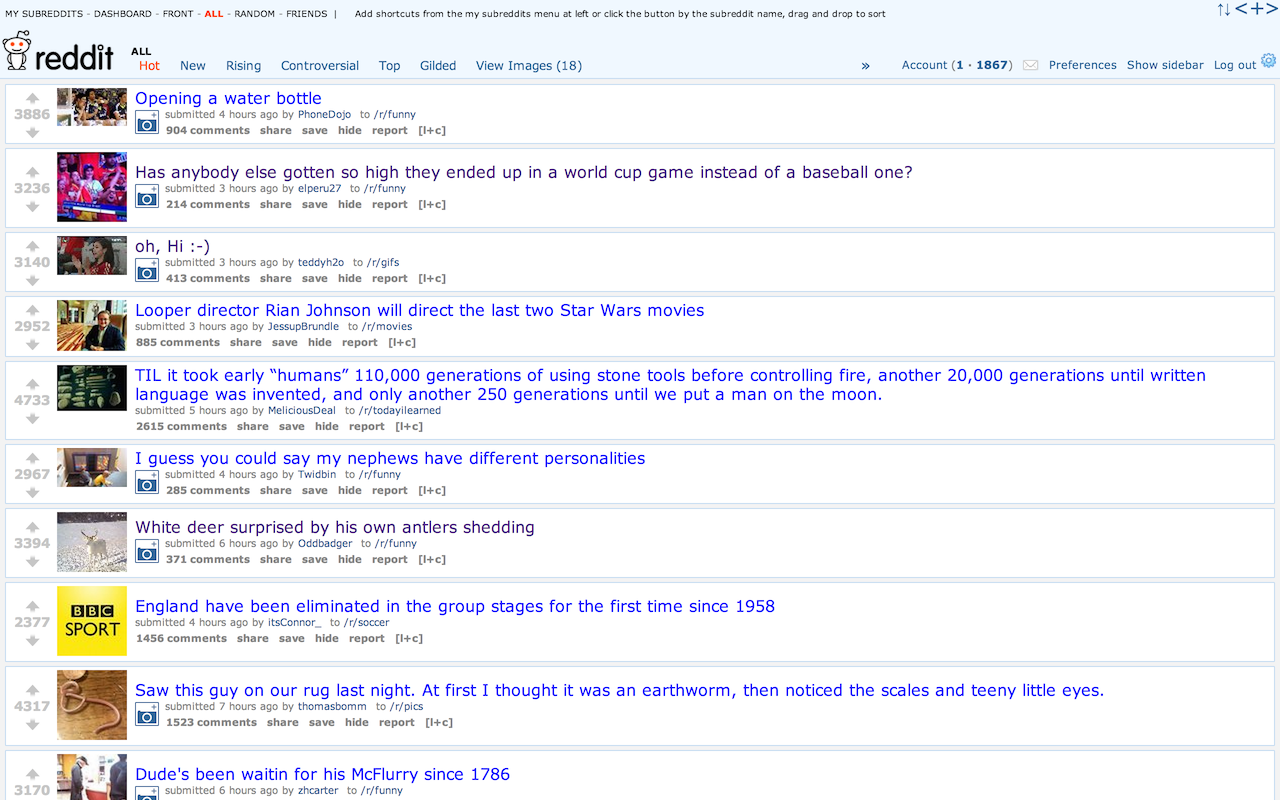 MY SUBREDDITS - DASHBOARD - FRONT - ALL - RANDOM - FRIENDS | Add shortcuts from the my subreddits menu at left or click the button by the subreddit name, drag and drop to sort
reddit ALL
Hot New Rising Controversial Top Gilded View Images (18) » Account (1 · 1867) Preferences Show sidebar Log out
Opening a water bottle
3886 submitted 4 hours ago by PhoneDojo to /r/funny
904 comments share save hide report [l+c]
Has anybody else gotten so high they ended up in a world cup game instead of a baseball one?
3236 submitted 3 hours ago by elperu27 to /r/funny
214 comments share save hide report [l+c]
oh, Hi :-)
3140 submitted 3 hours ago by teddyh2o to /r/gifs
413 comments share save hide report [l+c]
Looper director Rian Johnson will direct the last two Star Wars movies
2952 submitted 3 hours ago by JessupBrundle to /r/movies
885 comments share save hide report [l+c]
TIL it took early “humans” 110,000 generations of using stone tools before controlling fire, another 20,000 generations until written
language was invented, and only another 250 generations until we put a man on the moon.
4733 submitted 5 hours ago by MeliciousDeal to /r/todayilearned
2615 comments share save hide report [l+c]
I guess you could say my nephews have different personalities
2967 submitted 4 hours ago by Twidbin to /r/funny
285 comments share save hide report [l+c]
White deer surprised by his own antlers shedding
3394 submitted 6 hours ago by Oddbadger to /r/funny
371 comments share save hide report [l+c]
BBC
SPORT
England have been eliminated in the group stages for the first time since 1958
2377 submitted 4 hours ago by itsConnor_ to /r/soccer
1456 comments share save hide report [l+c]
Saw this guy on our rug last night. At first I thought it was an earthworm, then noticed the scales and teeny little eyes.
4317 submitted 7 hours ago by thomasbomm to /r/pics
1523 comments share save hide report [l+c]
Dude's been waitin for his McFlurry since 1786
3170 submitted 6 hours ago by zhcarter to /r/funny